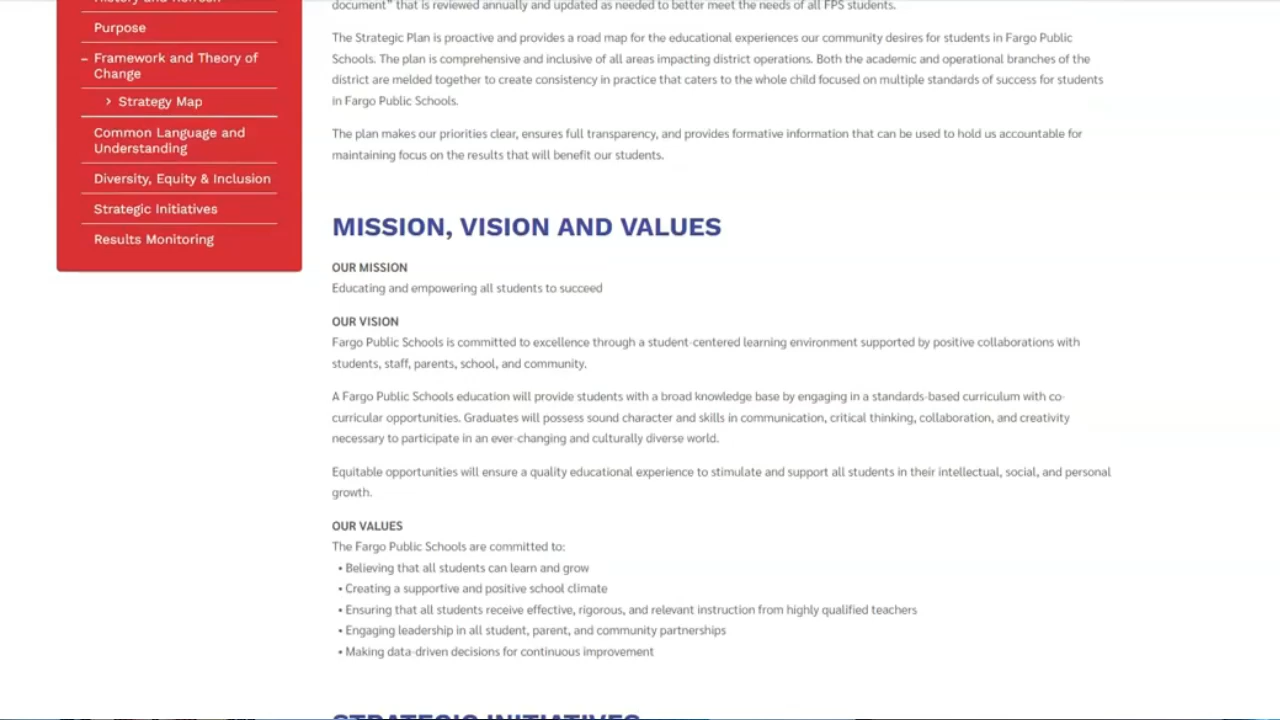 History and Refresh
Purpose
– Framework and Theory of
Change
> Strategy Map
Common Language and
Understanding
Diversity, Equity & Inclusion
Strategic Initiatives
Results Monitoring
document" that is reviewed annually and updated as needed to better meet the needs of all FPS students.
The Strategic Plan is proactive and provides a road map for the educational experiences our community desires for students in Fargo Public
Schools. The plan is comprehensive and inclusive of all areas impacting district operations. Both the academic and operational branches of the
district are melded together to create consistency in practice that caters to the whole child focused on multiple standards of success for students
in Fargo Public Schools.
The plan makes our priorities clear, ensures full transparency, and provides formative information that can be used to hold us accountable for
maintaining focus on the results that will benefit our students.
MISSION, VISION AND VALUES
OUR MISSION
Educating and empowering all students to succeed
OUR VISION
Fargo Public Schools is committed to excellence through a student-centered learning environment supported by positive collaborations with
students, staff, parents, school, and community.
A Fargo Public Schools education will provide students with a broad knowledge base by engaging in a standards-based curriculum with co-
curricular opportunities. Graduates will possess sound character and skills in communication, critical thinking, collaboration, and creativity
necessary to participate in an ever-changing and culturally diverse world.
Equitable opportunities will ensure a quality educational experience to stimulate and support all students in their intellectual, social, and personal
growth.
OUR VALUES
The Fargo Public Schools are committed to:
• Believing that all students can learn and grow
• Creating a supportive and positive school climate
• Ensuring that all students receive effective, rigorous, and relevant instruction from highly qualified teachers
• Engaging leadership in all student, parent, and community partnerships
• Making data-driven decisions for continuous improvement
STRATEGIC INITIATIVES